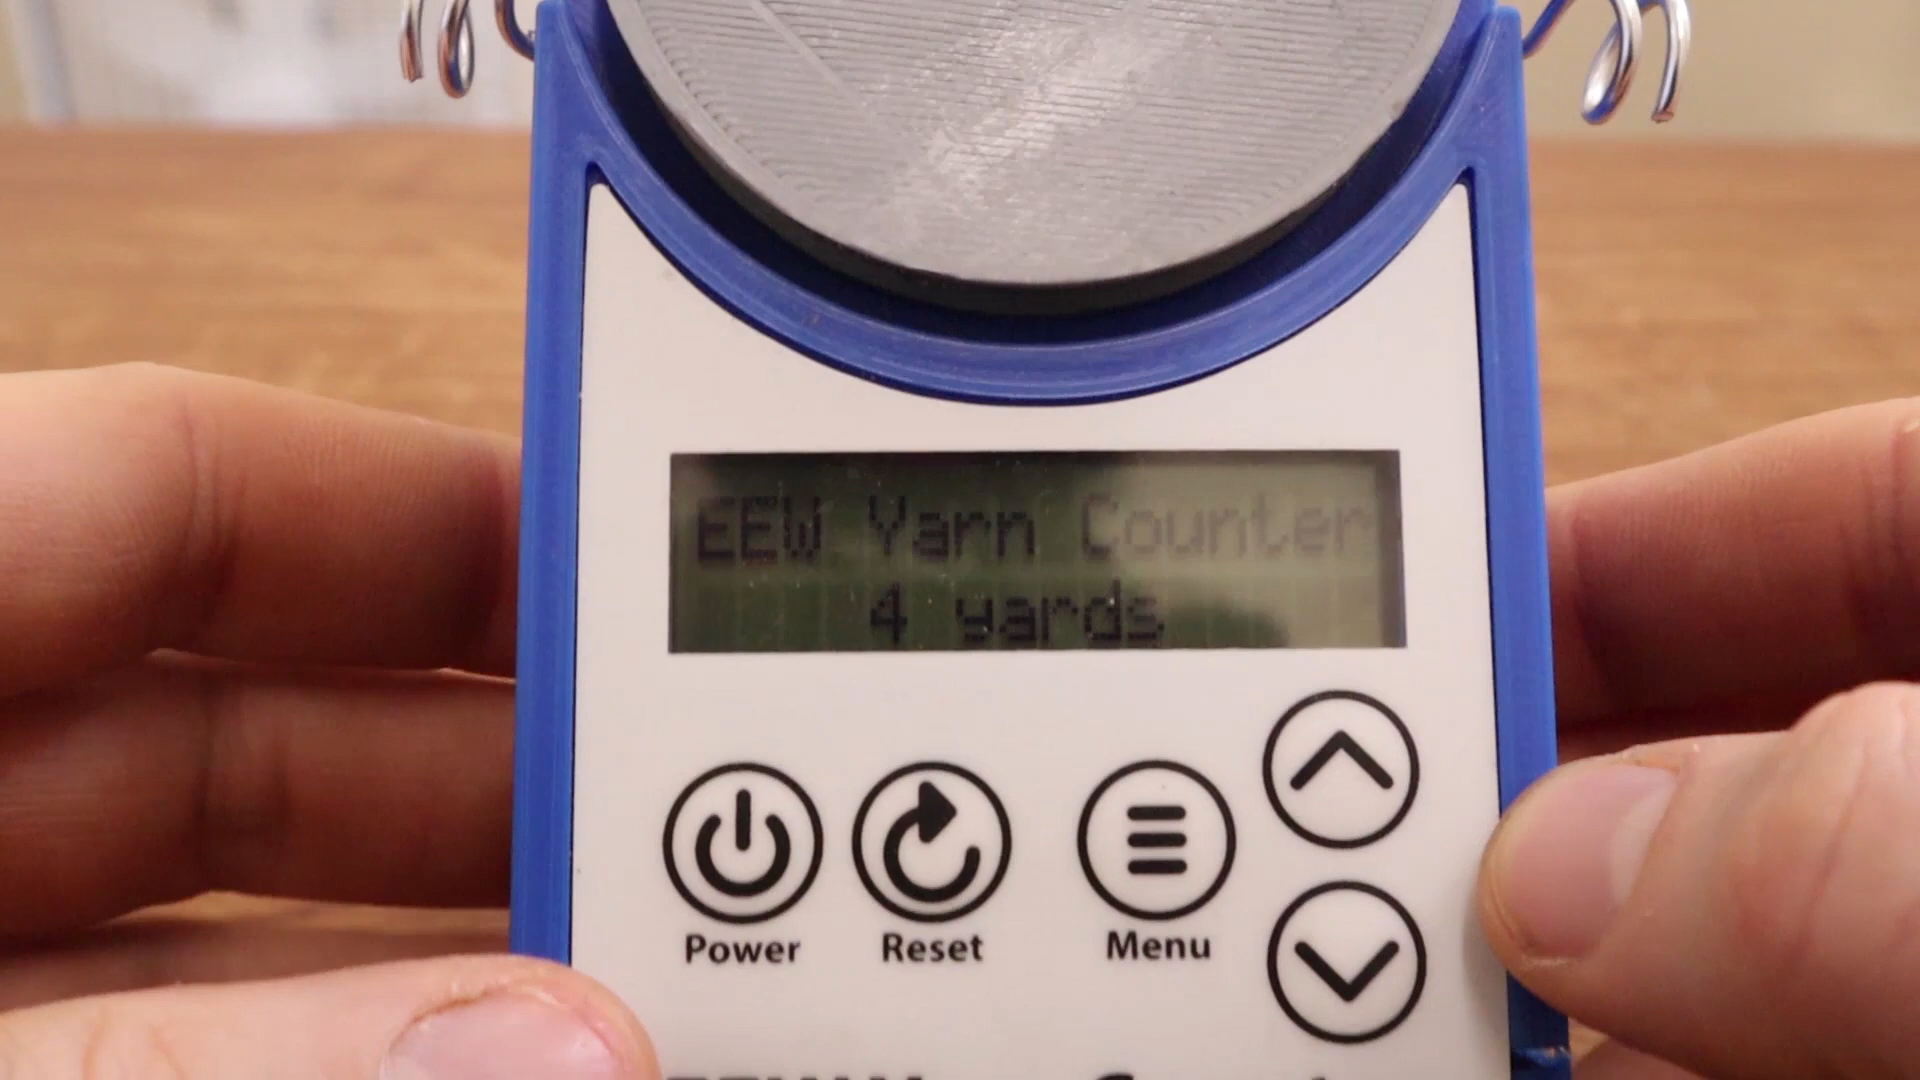 EEW Yarn Counter
4 yards
Power
Reset
Menu